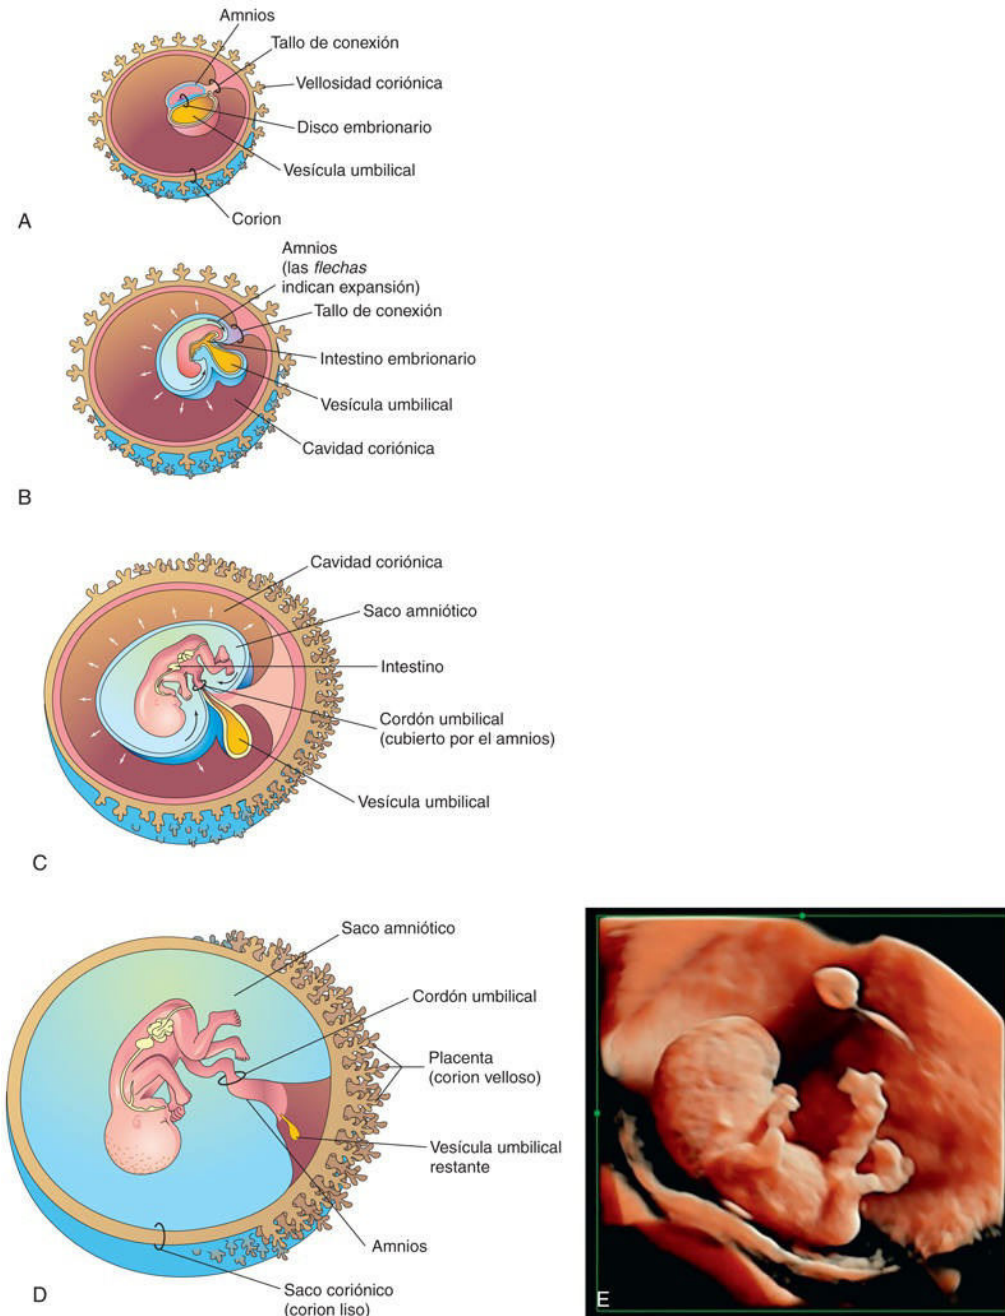 Amnios
Tallo de conexión
Vellosidad coriónica
Disco embrionario
Vesícula umbilical
Corion
A
Amnios
(las flechas
indican expansión)
Tallo de conexión
Intestino embrionario
Vesícula umbilical
Cavidad coriónica
B
Cavidad coriónica
Saco amniótico
Intestino
Cordón umbilical
(cubierto por el amnios)
Vesícula umbilical
C
Saco amniótico
Cordón umbilical
Placenta
(corion velloso)
Vesícula umbilical
restante
Amnios
Saco coriónico
(corion liso)
D
E